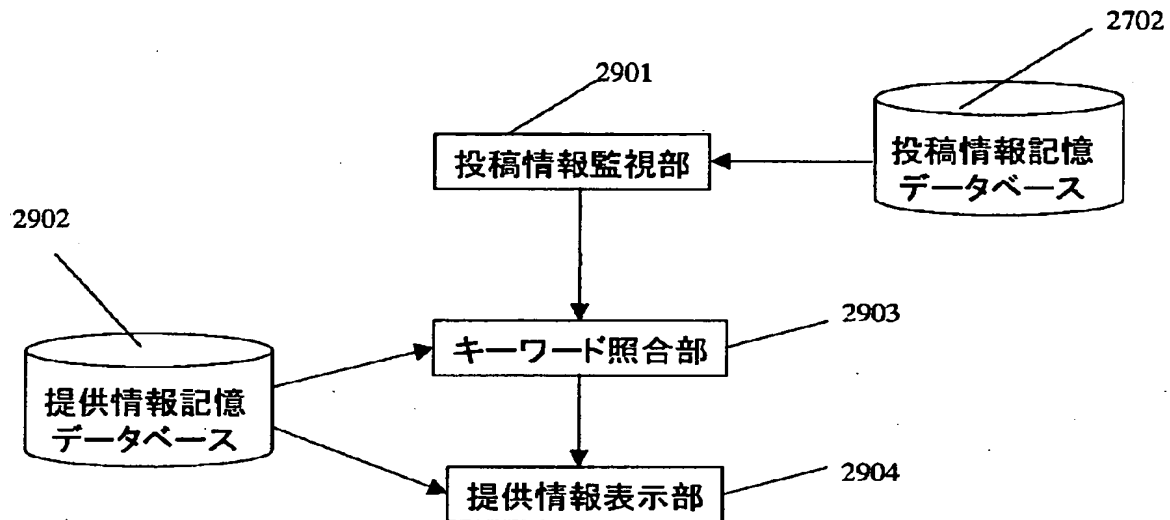 2702
2901
投稿情報監視部
投稿情報記憶
データベース
2902
2903
キーワード照合部
提供情報記憶
データベース
2904
提供情報表示部